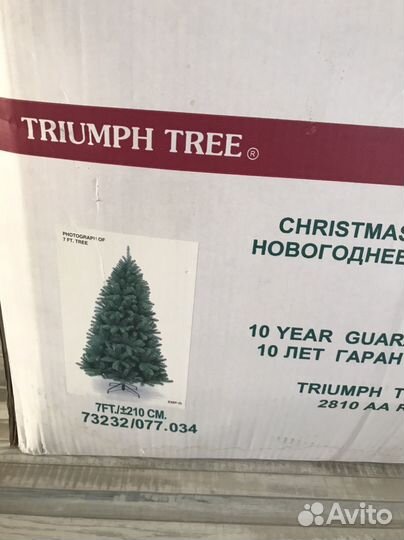 TRIUMPH TREE ®
PHOTOGRAPH OF
7 FT. TREE
7FT./±210 CM.
73232/077.034
CHRISTMAS
НОВОГОДНЕЕ
10 YEAR GUAR
10 ЛЕТ ГАРАН
TRIUMPH T
2810 AA R
Avito